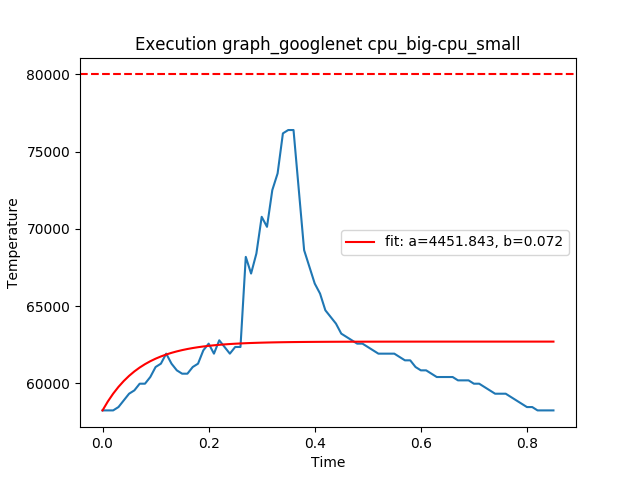 Execution graph_googlenet cpu_big-cpu_small
80000
75000
70000
65000
60000
Temperature
fit: a=4451.843, b=0.072
0.0 0.2 0.4 0.6 0.8
Time